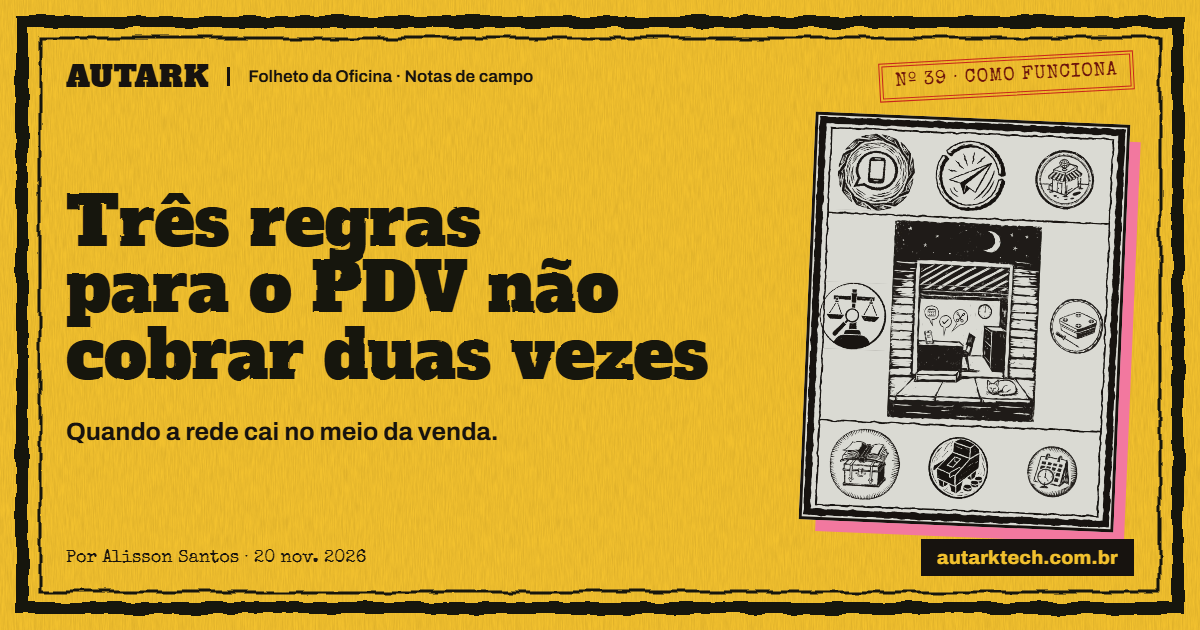 AUTARK | Folheto da Oficina · Notas de campo
Nº 39 · COMO FUNCIONA
Três regras
para o PDV não
cobrar duas vezes
Quando a rede cai no meio da venda.
Por Alisson Santos · 20 nov. 2026
autarktech.com.br